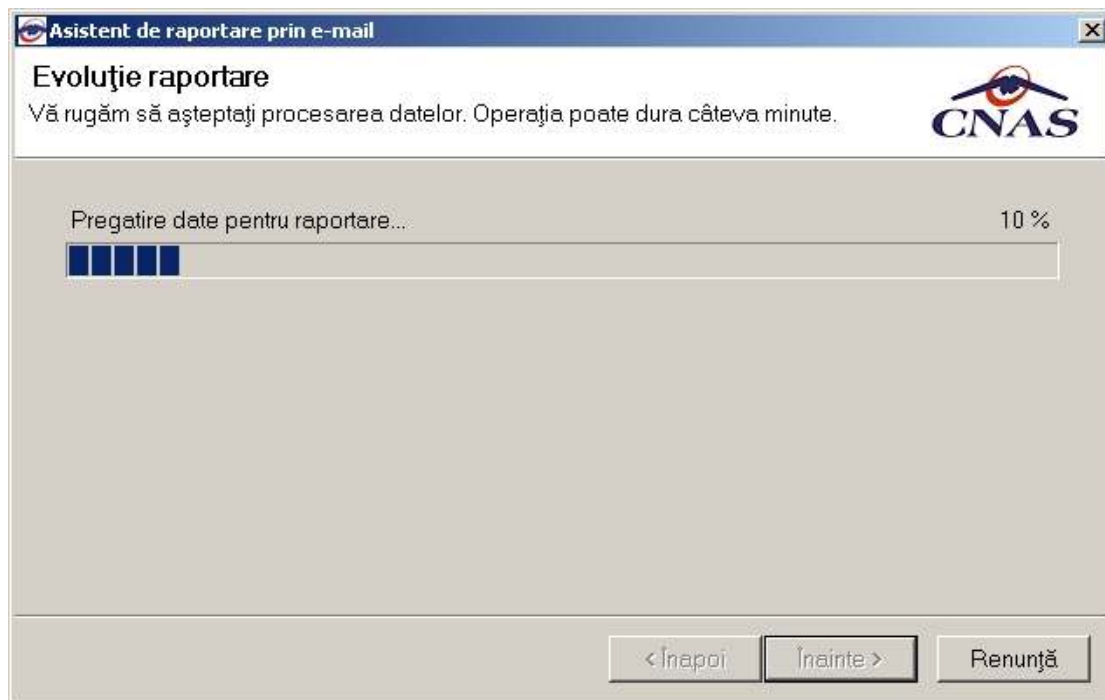 Asistent de raportare prin e-mail
Evoluţie raportare
Vă rugăm să aşteptaţi procesarea datelor. Operaţia poate dura câteva minute.
CNAS
Pregatire date pentru raportare... 10 %
< Înapoi Înainte > Renunţă